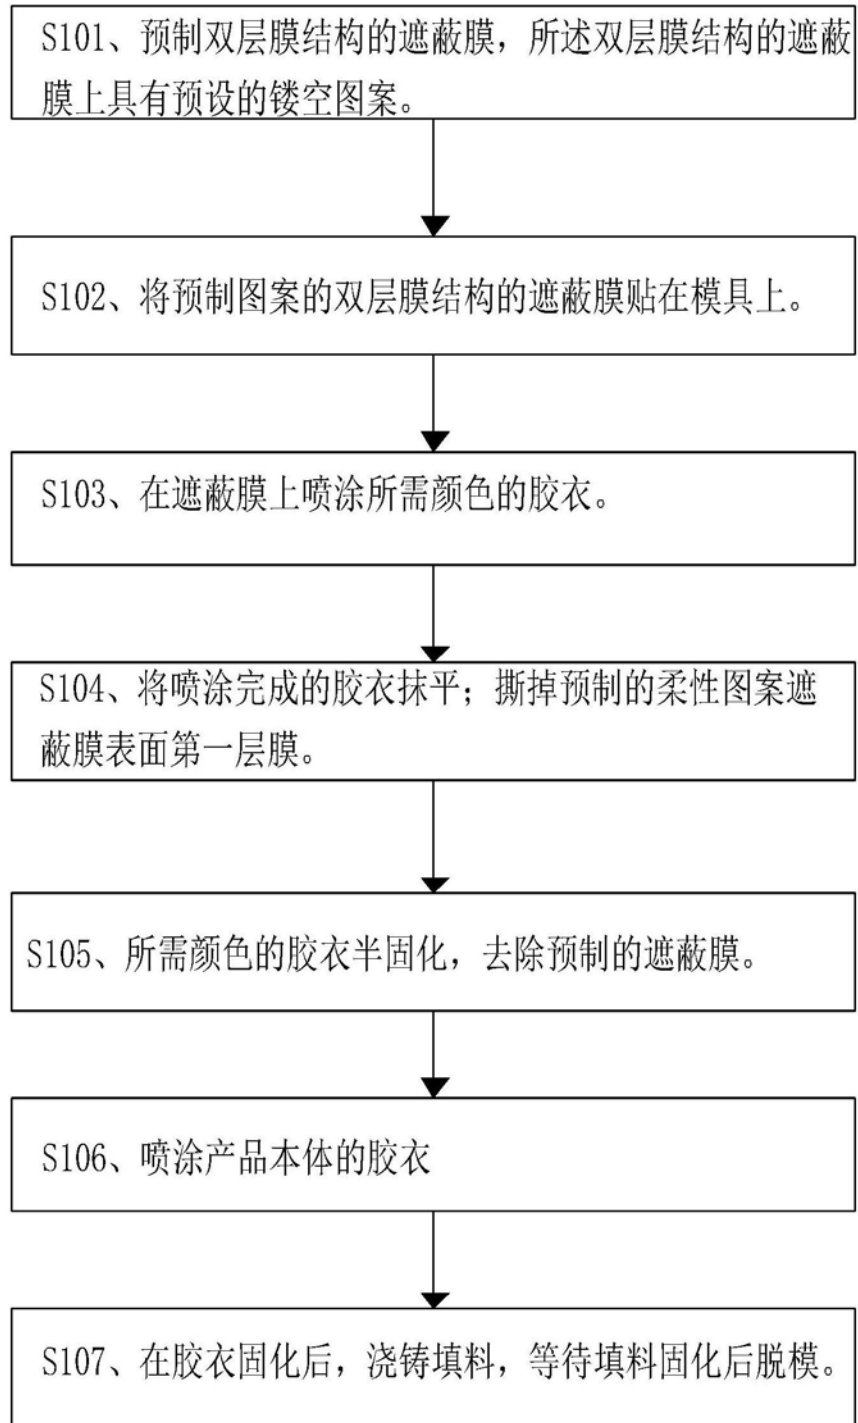 S101、预制双层膜结构的遮蔽膜，所述双层膜结构的遮蔽
膜上具有预设的镂空图案。
S102、将预制图案的双层膜结构的遮蔽膜贴在模具上。
S103、在遮蔽膜上喷涂所需颜色的胶衣。
S104、将喷涂完成的胶衣抹平；撕掉预制的柔性图案遮
蔽膜表面第一层膜。
S105、所需颜色的胶衣半固化，去除预制的遮蔽膜。
S106、喷涂产品本体的胶衣
S107、在胶衣固化后，浇铸填料，等待填料固化后脱模。